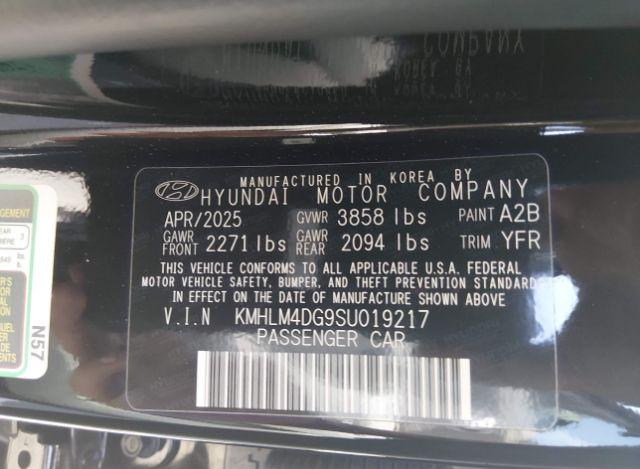 MANUFACTURED IN KOREA BY
HYUNDAI MOTOR COMPANY
APR/2025 GVWR 3858 lbs PAINT A2B
GAWR FRONT 2271 lbs GAWR REAR 2094 lbs TRIM YFR
THIS VEHICLE CONFORMS TO ALL APPLICABLE U.S.A. FEDERAL
MOTOR VEHICLE SAFETY, BUMPER, AND THEFT PREVENTION STANDARDS
IN EFFECT ON THE DATE OF MANUFACTURE SHOWN ABOVE
V.I.N KMHLM4DG9SU019217
PASSENGER CAR
N57